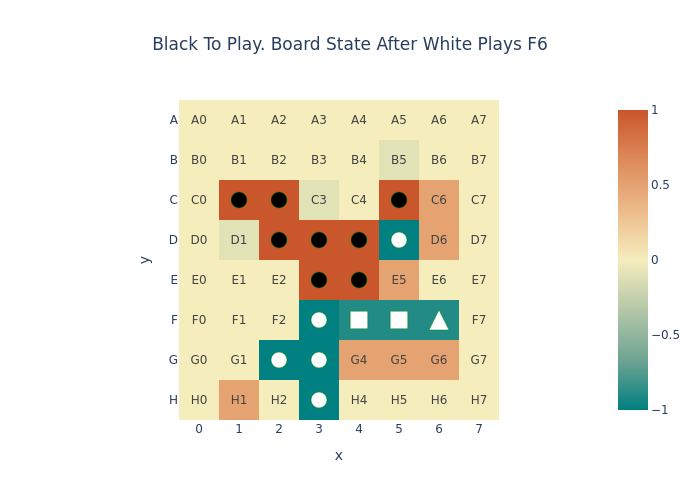 Black To Play. Board State After White Plays F6
A A0 A1 A2 A3 A4 A5 A6 A7
B B0 B1 B2 B3 B4 B5 B6 B7
C C0 C3 C4 C6 C7
D D0 D1 D6 D7
E E0 E1 E2 E5 E6 E7
F F0 F1 F2 F7
G G0 G1 G4 G5 G6 G7
H H0 H1 H2 H4 H5 H6 H7
0 1 2 3 4 5 6 7
x
y
1
0.5
0
−0.5
−1